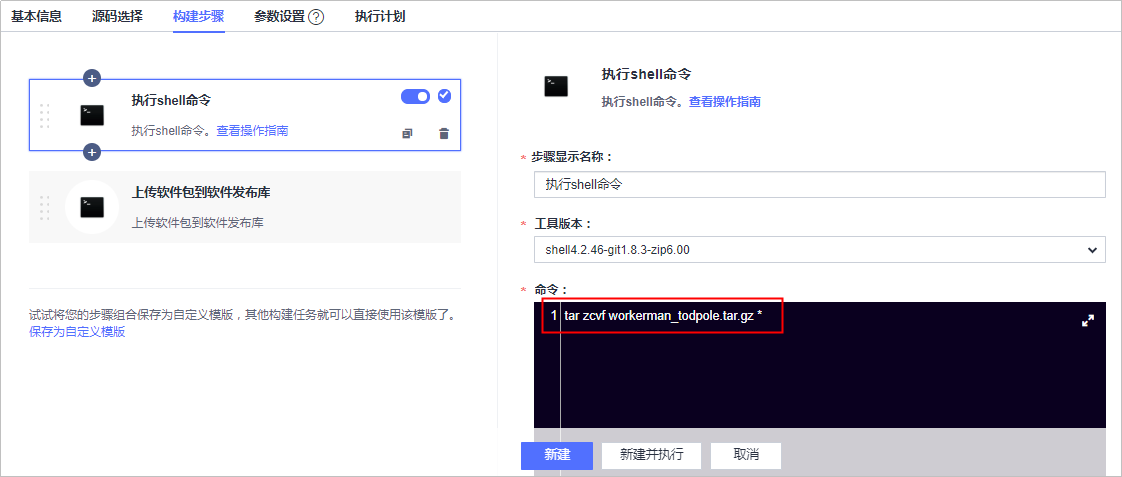 基本信息 源码选择 构建步骤 参数设置 ? 执行计划
执行shell命令
执行shell命令。查看操作指南
上传软件包到软件发布库
上传软件包到软件发布库
试试将您的步骤组合保存为自定义模版，其他构建任务就可以直接使用该模版了。
保存为自定义模版
执行shell命令
执行shell命令。查看操作指南
* 步骤显示名称：
执行shell命令
* 工具版本：
shell4.2.46-git1.8.3-zip6.00
* 命令：
1 tar zcvf workerman_todpole.tar.gz *
新建 新建并执行 取消